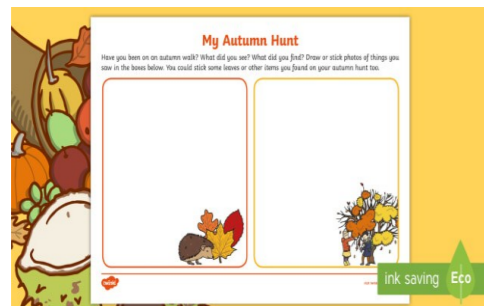 My Autumn Hunt
Have you been on an autumn walk? What did you see? What did you find? Draw or stick photos of things you
saw in the boxes below. You could stick some leaves or other items you found on your autumn hunt too.
twinkl
ink saving
Eco